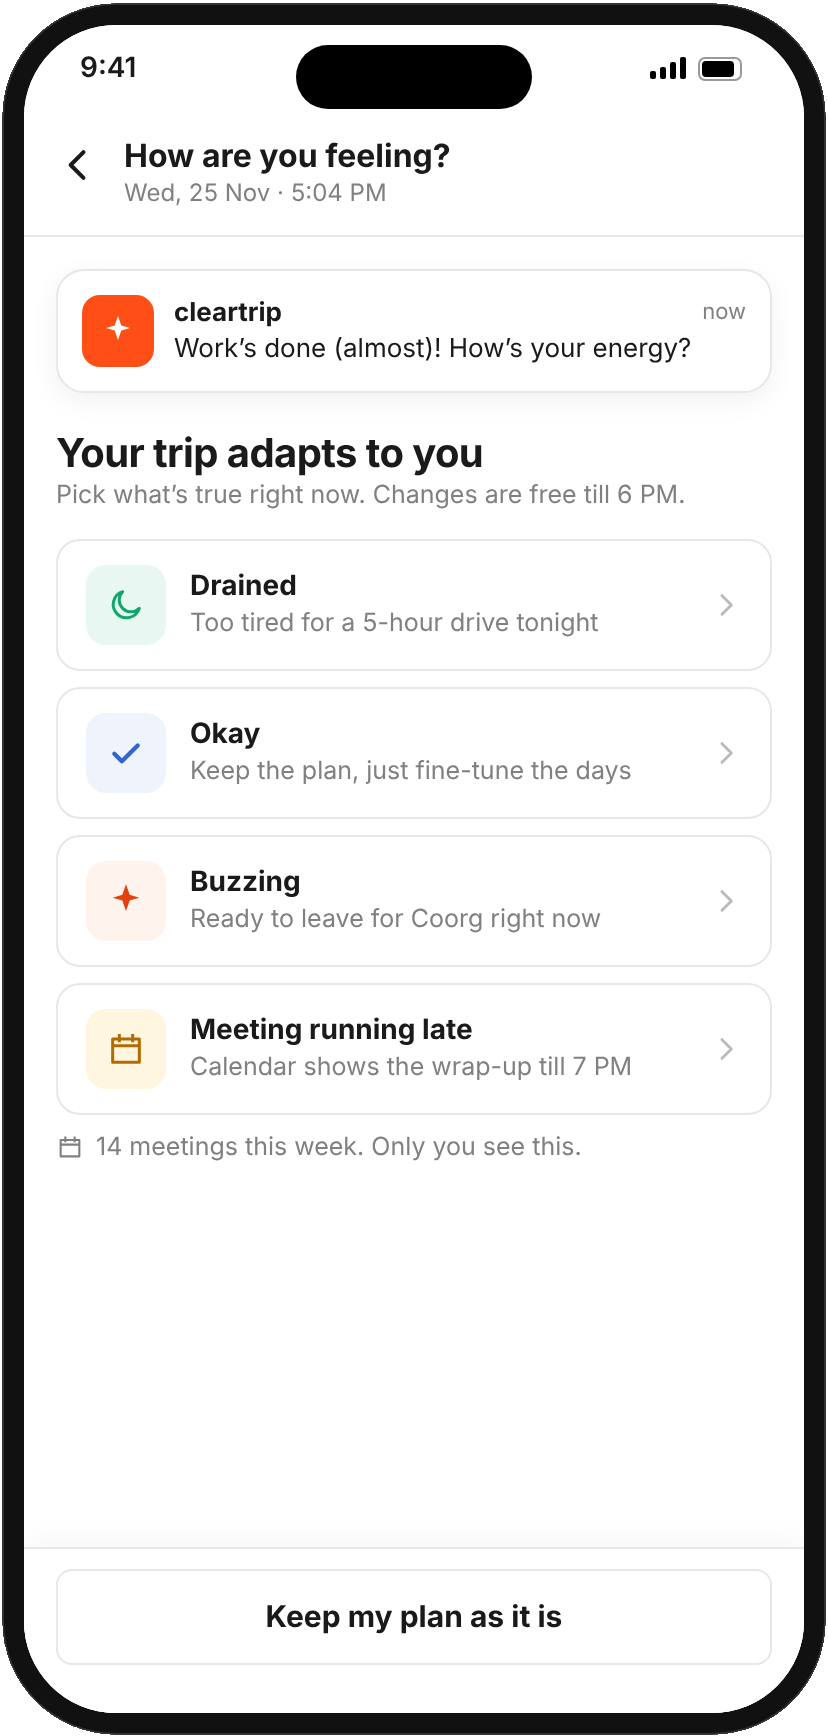 9:41
How are you feeling?
Wed, 25 Nov · 5:04 PM
cleartrip
now
Work’s done (almost)! How’s your energy?
Your trip adapts to you
Pick what’s true right now. Changes are free till 6 PM.
Drained
Too tired for a 5-hour drive tonight
Okay
Keep the plan, just fine-tune the days
Buzzing
Ready to leave for Coorg right now
Meeting running late
Calendar shows the wrap-up till 7 PM
14 meetings this week. Only you see this.
Keep my plan as it is